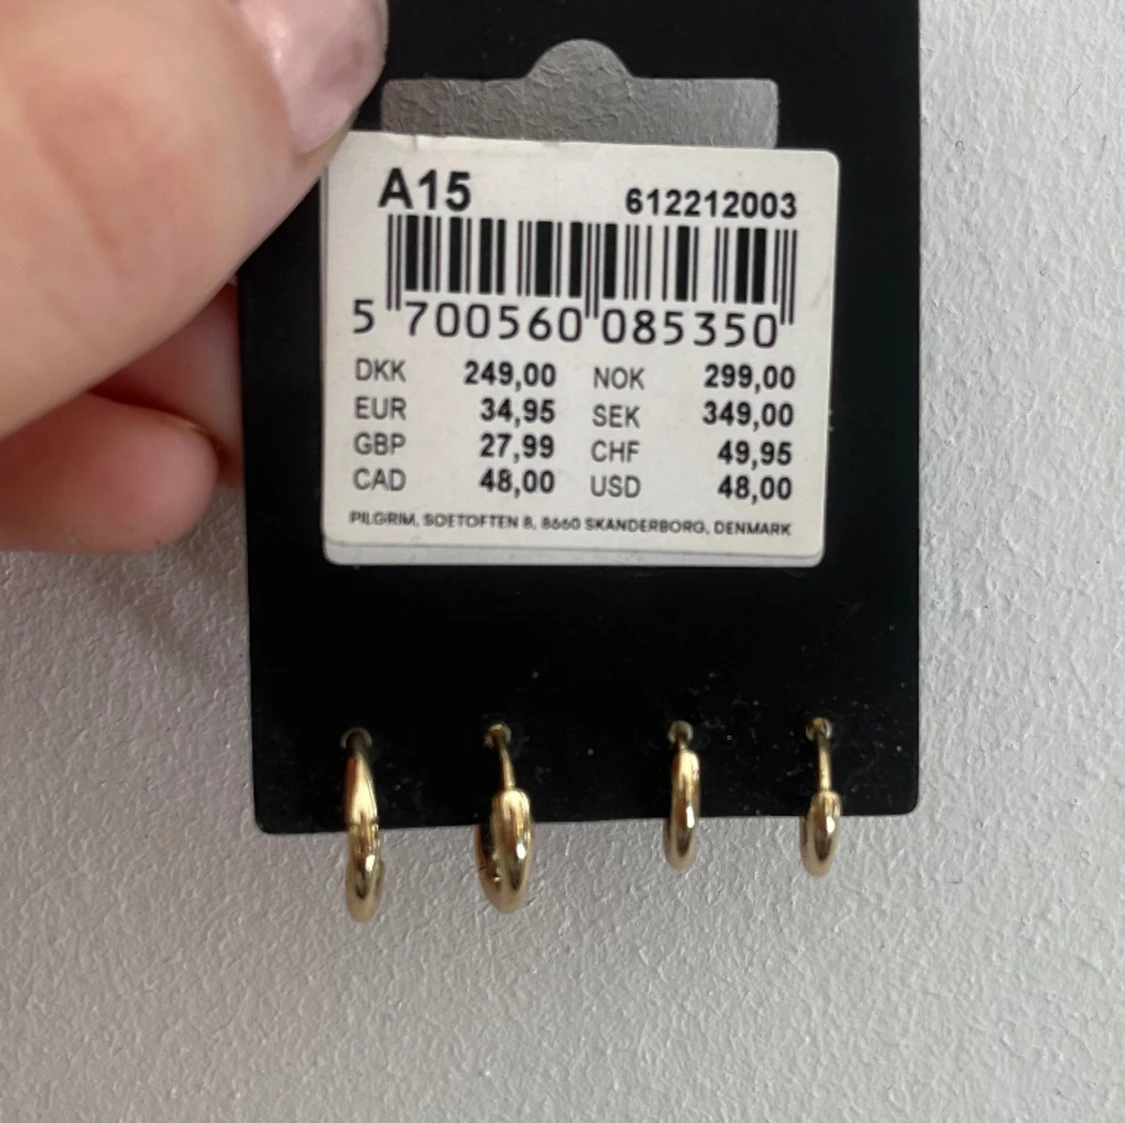 A15 612212003
5 700560 085350
DKK 249,00 NOK 299,00
EUR 34,95 SEK 349,00
GBP 27,99 CHF 49,95
CAD 48,00 USD 48,00
PILGRIM, SOETOFTEN 8, 8660 SKANDERBORG, DENMARK